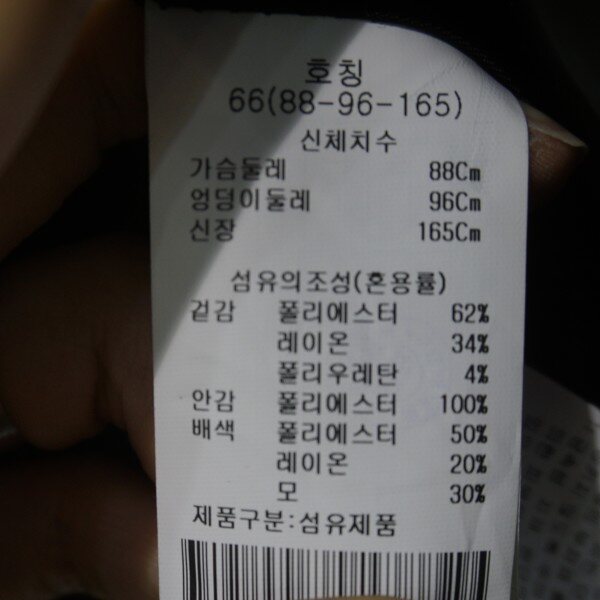 호칭
66(88-96-165)
신체치수
가슴둘레 88Cm
엉덩이둘레 96Cm
신장 165Cm
섬유의조성(혼용률)
겉감 폴리에스터 62%
레이온 34%
폴리우레탄 4%
안감 폴리에스터 100%
배색 폴리에스터 50%
레이온 20%
모 30%
제품구분:섬유제품